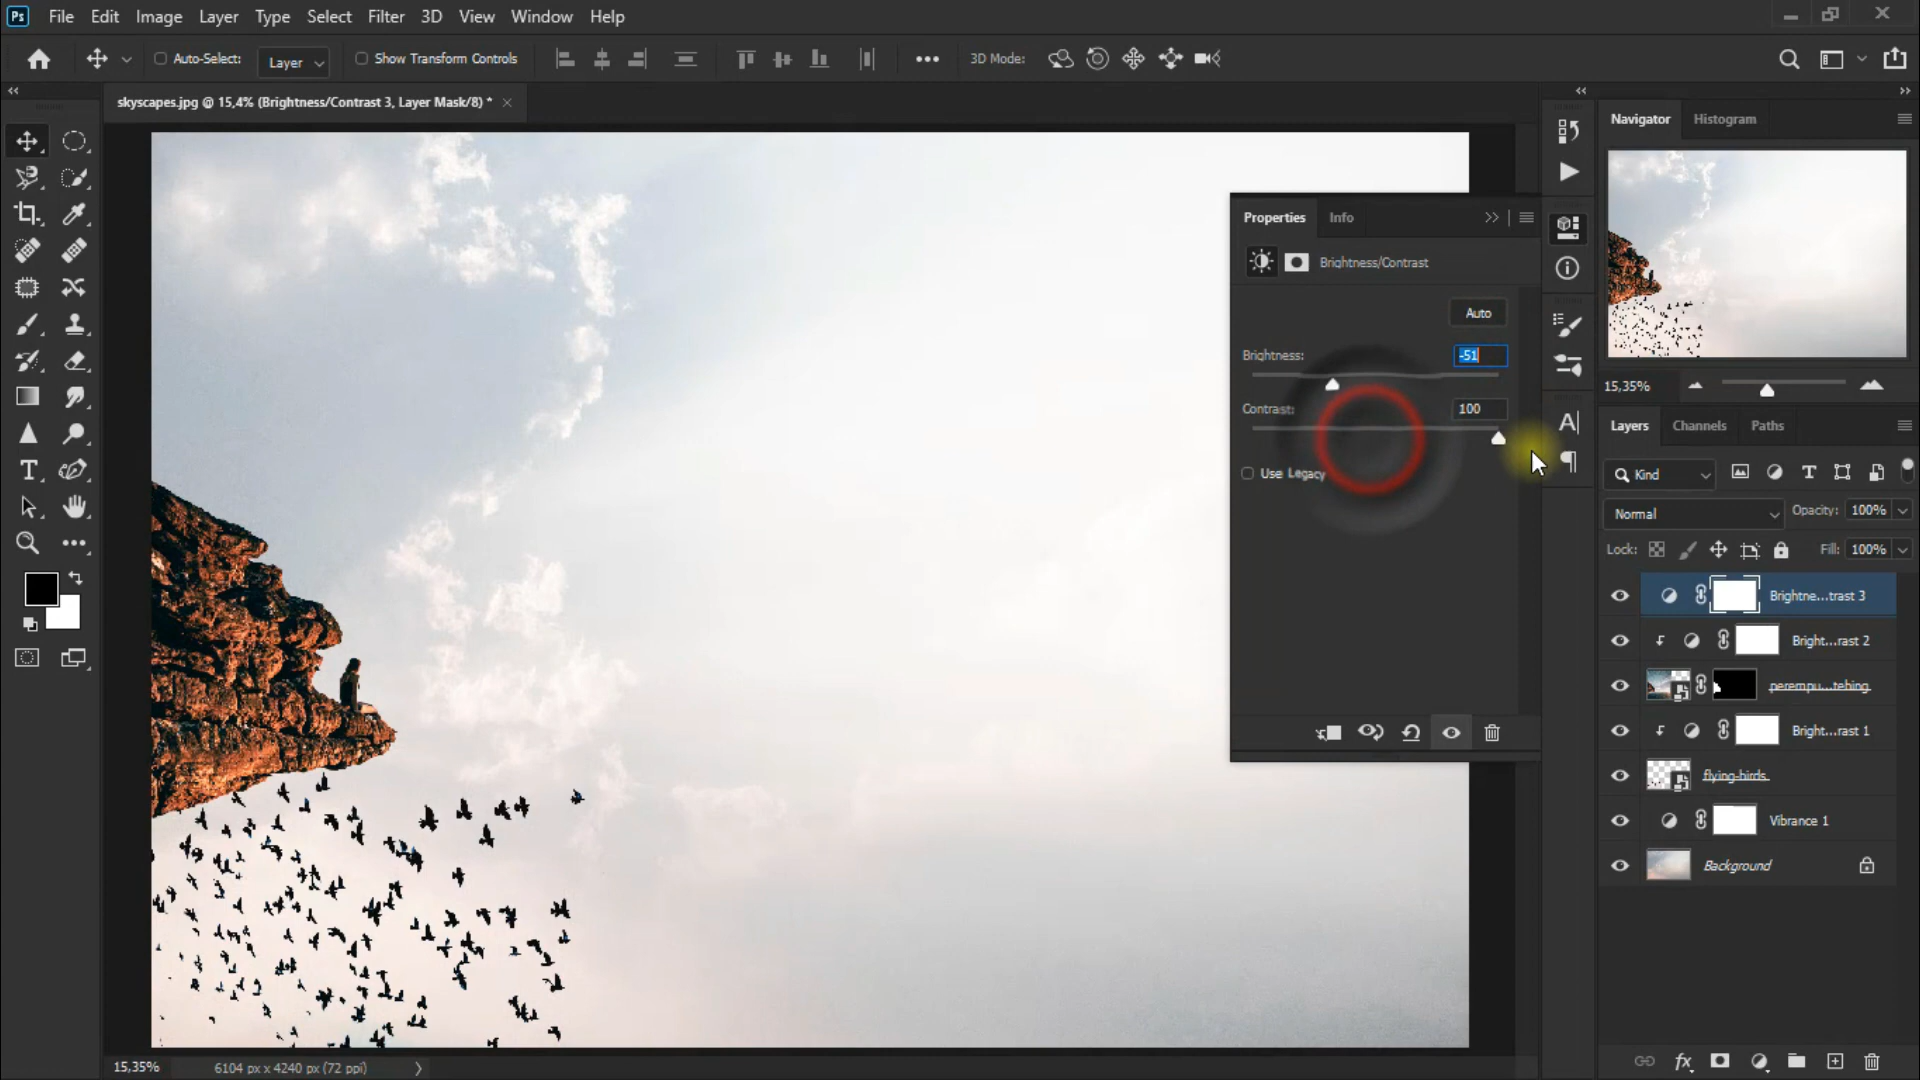 Ps File Edit Image Layer Type Select Filter 3D View Window Help
Auto-Select: Layer Show Transform Controls 3D Mode:
skyscapes.jpg @ 15,4% (Brightness/Contrast 3, Layer Mask/8) *
Navigator Histogram
Properties Info
Brightness/Contrast
Auto
Brightness: -51
Contrast: 100
Use Legacy
15,35%
Layers Channels Paths
Kind
Normal Opacity: 100%
Lock: Fill: 100%
Brightne...trast 3
Bright...rast 2
perempu...tebing
Bright...rast 1
flying-birds
Vibrance 1
Background
15,35% 6104 px x 4240 px (72 ppi)